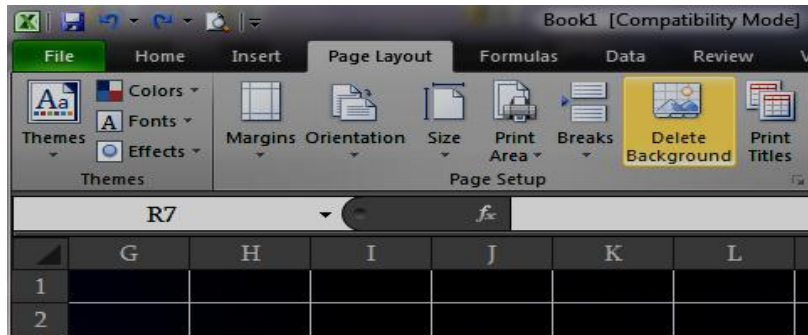 Book1 [Compatibility Mode]
File Home Insert Page Layout Formulas Data Review
Aa Colors
A Fonts
Effects
Themes Margins Orientation Size Print Area Breaks Delete Background Print Titles
Themes Page Setup
R7 fx
G H I J K L
1
2